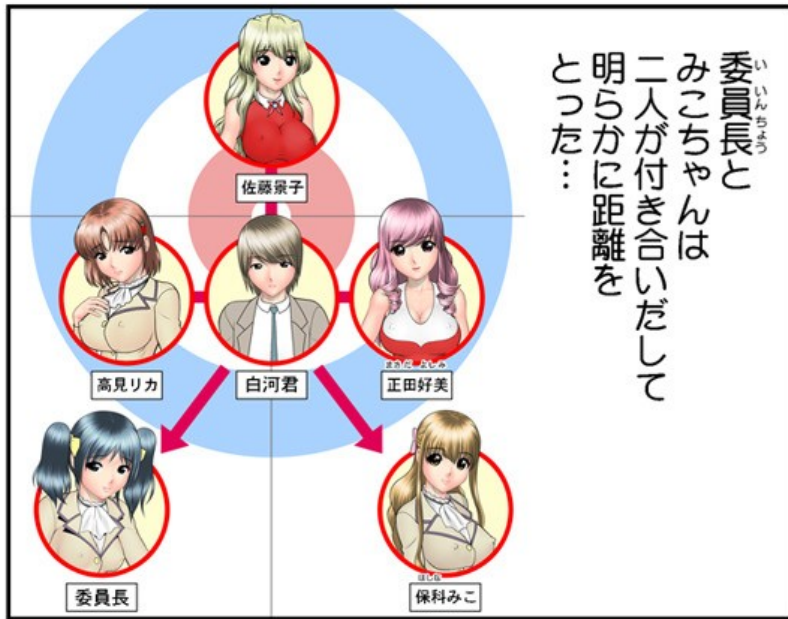 委員長と
みこちゃんは
二人が付き合いだして
明らかに距離を
とった…
佐藤景子
高見リカ
白河君
正田好美
委員長
保科みこ